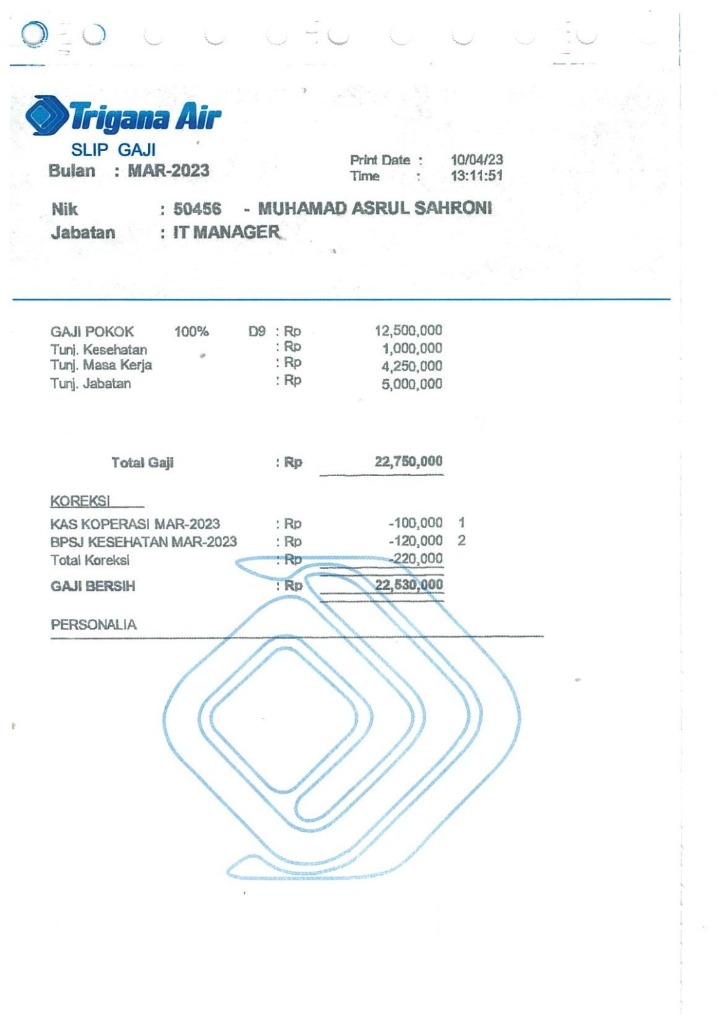 Trigana Air
SLIP GAJI
Bulan : MAR-2023
Print Date : 10/04/23
Time : 13:11:51
Nik : 50456 - MUHAMAD ASRUL SAHRONI
Jabatan : IT MANAGER
GAJI POKOK 100% D9 : Rp 12,500,000
Tunj. Kesehatan : Rp 1,000,000
Tunj. Masa Kerja : Rp 4,250,000
Tunj. Jabatan : Rp 5,000,000
Total Gaji : Rp 22,750,000
KOREKSI
KAS KOPERASI MAR-2023 : Rp -100,000 1
BPSJ KESEHATAN MAR-2023 : Rp -120,000 2
Total Koreksi : Rp -220,000
GAJI BERSIH : Rp 22,530,000
PERSONALIA